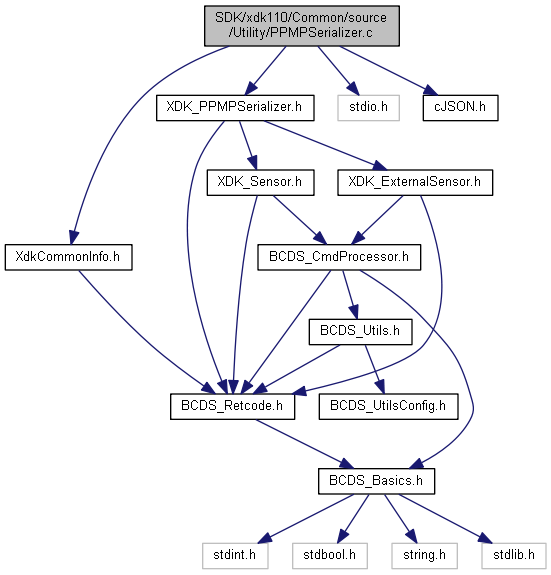 SDK/xdk110/Common/source
/Utility/PPMPSerializer.c
XDK_PPMPSerializer.h
stdio.h
cJSON.h
XDK_Sensor.h
XDK_ExternalSensor.h
XdkCommonInfo.h
BCDS_CmdProcessor.h
BCDS_Utils.h
BCDS_Retcode.h
BCDS_UtilsConfig.h
BCDS_Basics.h
stdint.h
stdbool.h
string.h
stdlib.h